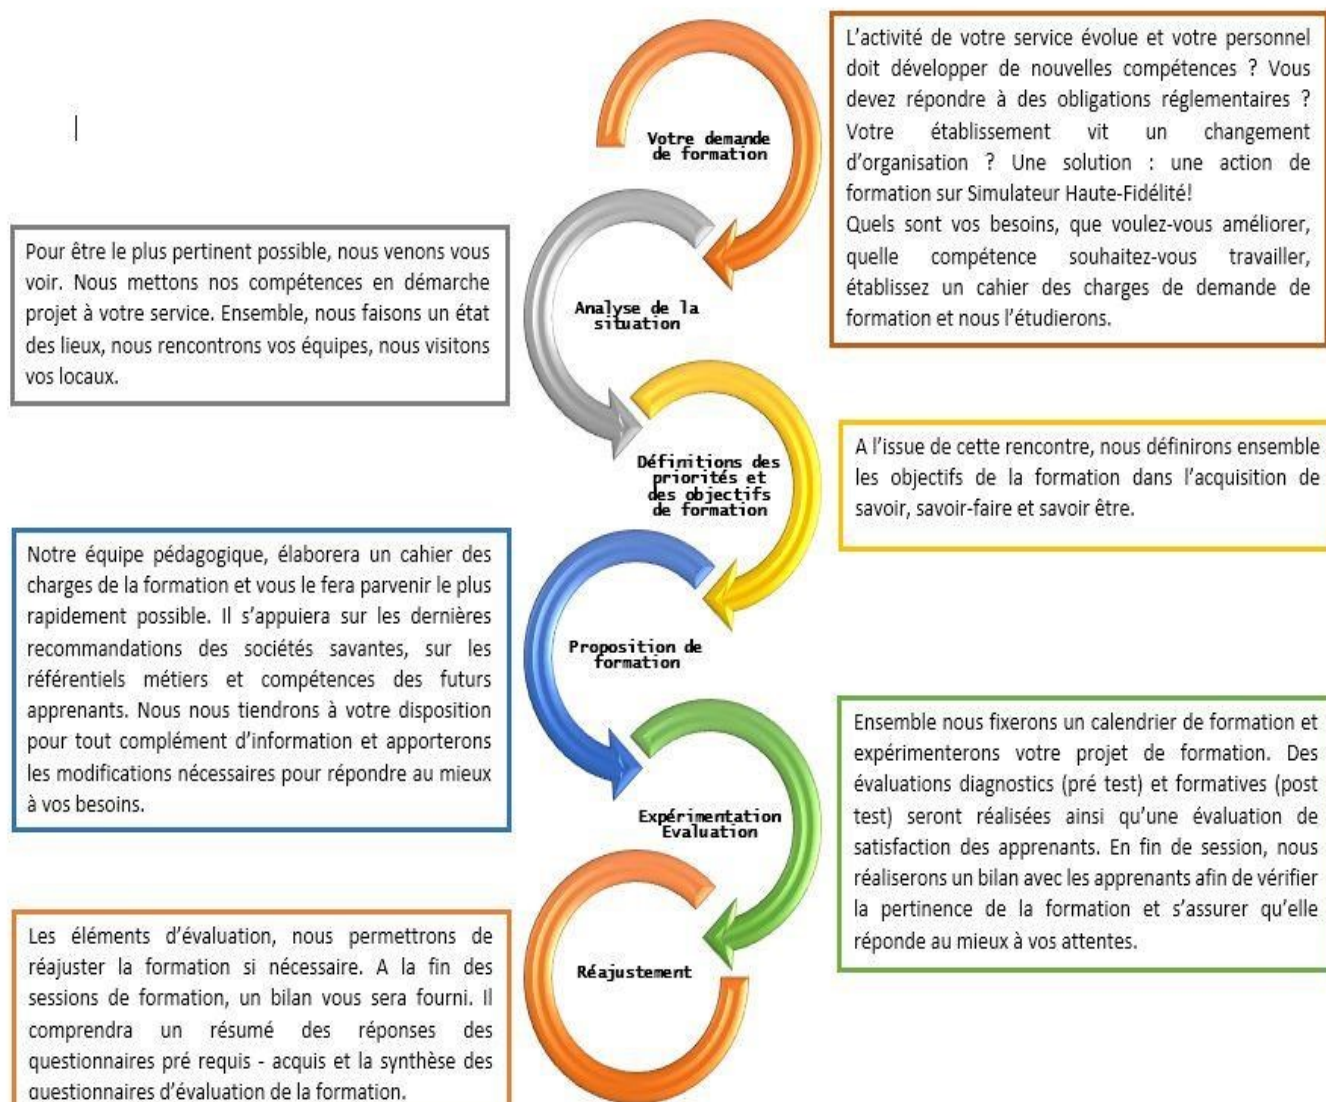 Votre demande
de formation
L’activité de votre service évolue et votre personnel
doit développer de nouvelles compétences ? Vous
devez répondre à des obligations réglementaires ?
Votre établissement vit un changement
d’organisation ? Une solution : une action de
formation sur Simulateur Haute-Fidélité!
Quels sont vos besoins, que voulez-vous améliorer,
quelle compétence souhaitez-vous travailler,
établissez un cahier des charges de demande de
formation et nous l’étudierons.
Analyse de la
situation
Pour être le plus pertinent possible, nous venons vous
voir. Nous mettons nos compétences en démarche
projet à votre service. Ensemble, nous faisons un état
des lieux, nous rencontrons vos équipes, nous visitons
vos locaux.
Définitions des
priorités et
des objectifs
de formation
A l’issue de cette rencontre, nous définirons ensemble
les objectifs de la formation dans l’acquisition de
savoir, savoir-faire et savoir être.
Proposition de
formation
Notre équipe pédagogique, élaborera un cahier des
charges de la formation et vous le fera parvenir le plus
rapidement possible. Il s’appuiera sur les dernières
recommandations des sociétés savantes, sur les
référentiels métiers et compétences des futurs
apprenants. Nous nous tiendrons à votre disposition
pour tout complément d’information et apporterons
les modifications nécessaires pour répondre au mieux
à vos besoins.
Expérimentation
Evaluation
Ensemble nous fixerons un calendrier de formation et
expérimenterons votre projet de formation. Des
évaluations diagnostics (pré test) et formatives (post
test) seront réalisées ainsi qu’une évaluation de
satisfaction des apprenants. En fin de session, nous
réaliserons un bilan avec les apprenants afin de vérifier
la pertinence de la formation et s’assurer qu’elle
réponde au mieux à vos attentes.
Réajustement
Les éléments d’évaluation, nous permettrons de
réajuster la formation si nécessaire. A la fin des
sessions de formation, un bilan vous sera fourni. Il
comprendra un résumé des réponses des
questionnaires pré requis - acquis et la synthèse des
questionnaires d’évaluation de la formation.